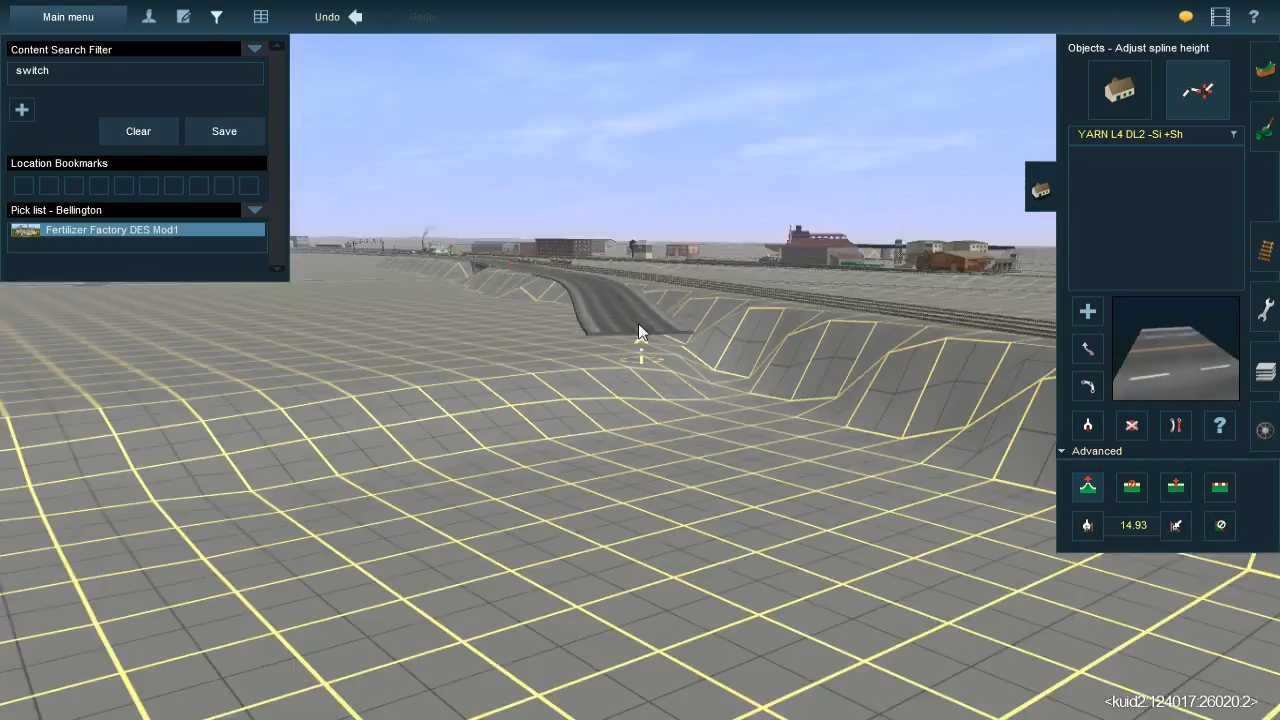 Main menu
Undo
Redo
Content Search Filter
switch
Clear
Save
Location Bookmarks
Pick list - Bellington
Fertilizer Factory DES Mod1
Objects - Adjust spline height
YARN L4 DL2 -Si +Sh
?
?
Advanced
14.93
<kuid2:124017:26020:2>